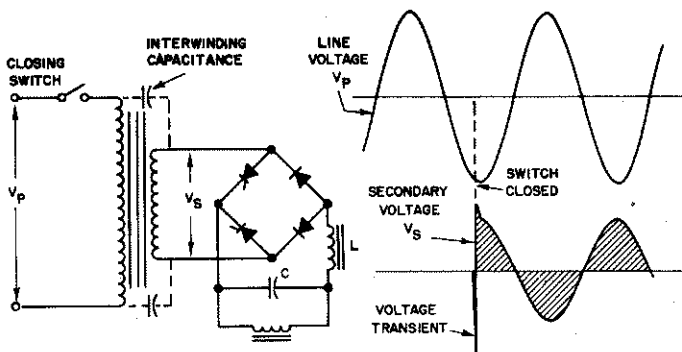 CLOSING
SWITCH
INTERWINDING
CAPACITANCE
V_P
V_S
L
C
LINE
VOLTAGE
V_P
SWITCH
CLOSED
SECONDARY
VOLTAGE
V_S
VOLTAGE
TRANSIENT